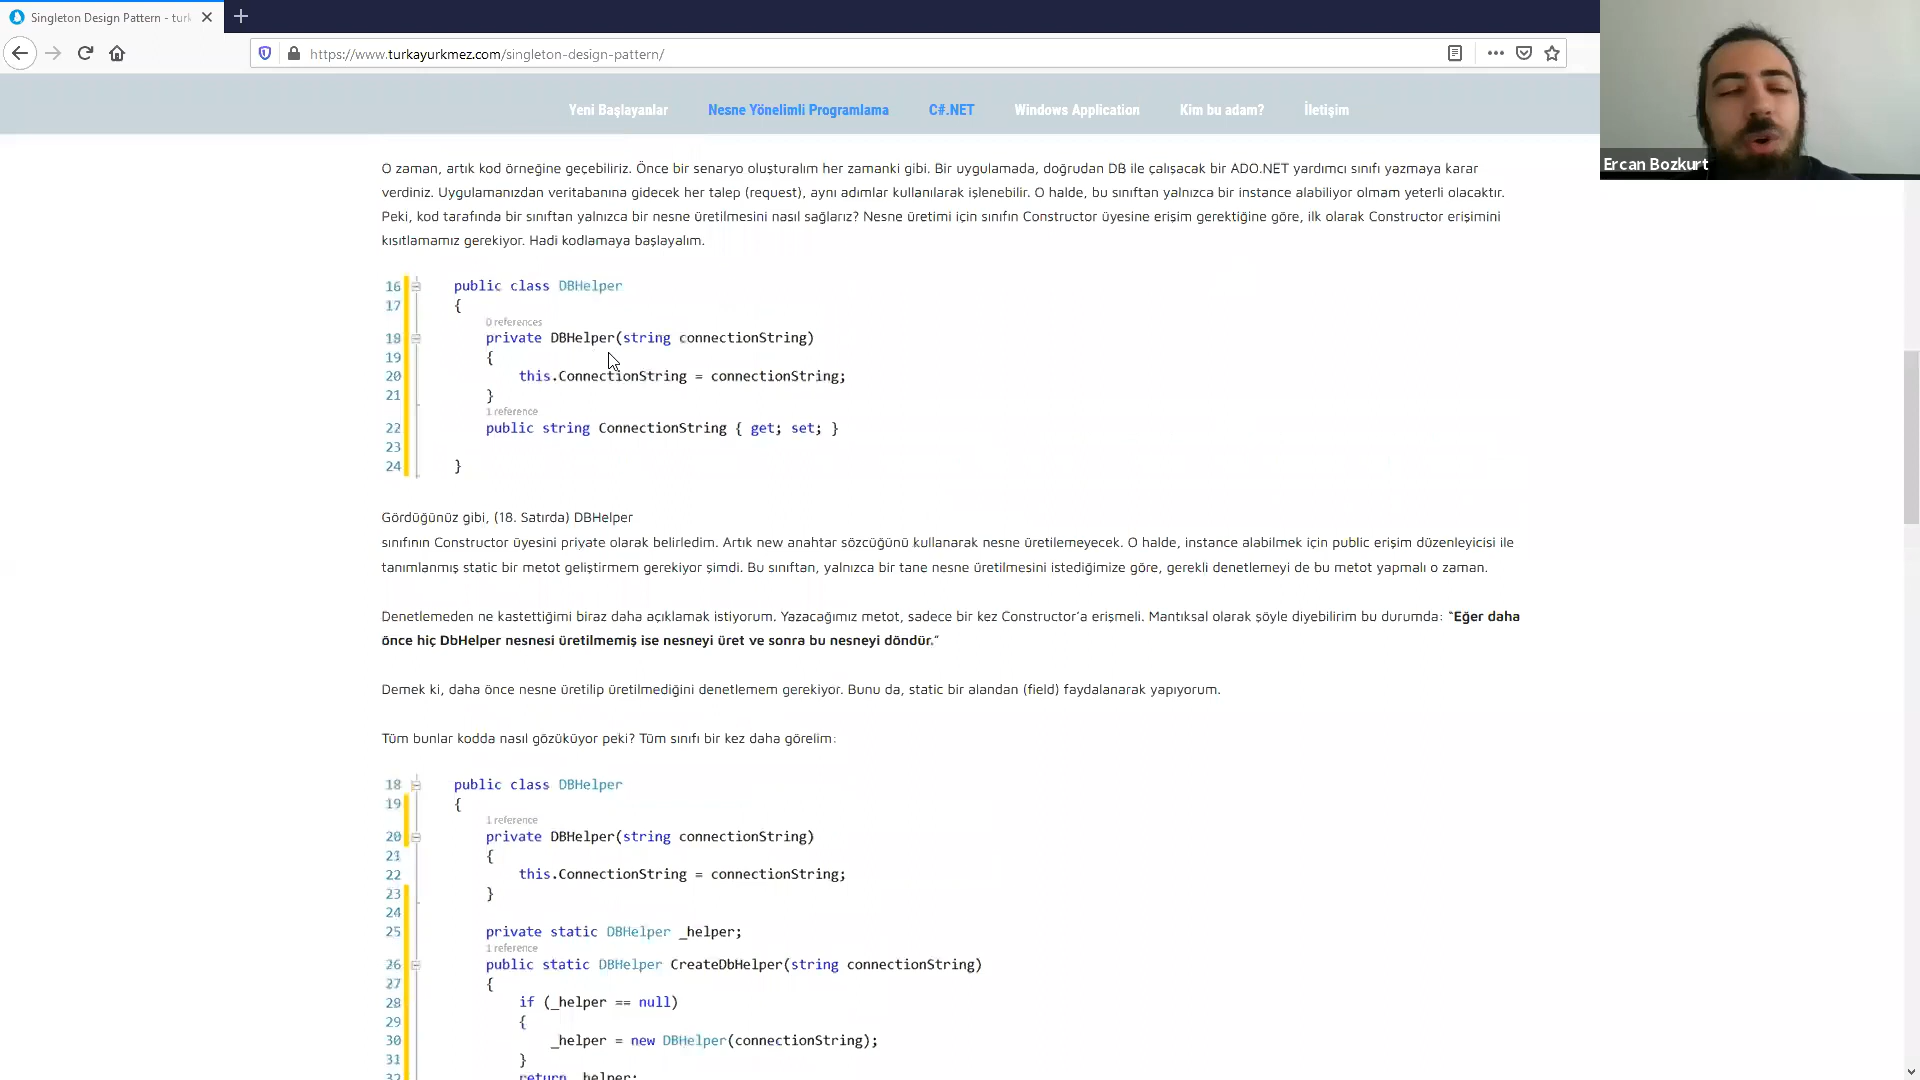 Singleton Design Pattern - turk
https://www.turkayurkmez.com/singleton-design-pattern/
Ercan Bozkurt
Yeni Başlayanlar
Nesne Yönelimli Programlama
C#.NET
Windows Application
Kim bu adam?
İletişim
O zaman, artık kod örneğine geçebiliriz. Önce bir senaryo oluşturalım her zamanki gibi. Bir uygulamada, doğrudan DB ile çalışacak bir ADO.NET yardımcı sınıfı yazmaya karar
verdiniz. Uygulamanızdan veritabanına gidecek her talep (request), aynı adımlar kullanılarak işlenebilir. O halde, bu sınıftan yalnızca bir instance alabiliyor olmam yeterli olacaktır.
Peki, kod tarafında bir sınıftan yalnızca bir nesne üretilmesini nasıl sağlarız? Nesne üretimi için sınıfın Constructor üyesine erişim gerektiğine göre, ilk olarak Constructor erişimini
kısıtlamamız gerekiyor. Hadi kodlamaya başlayalım.
16 public class DBHelper
17 {
0 references
18 private DBHelper(string connectionString)
19 {
20 this.ConnectionString = connectionString;
21 }
1 reference
22 public string ConnectionString { get; set; }
23
24 }
Gördüğünüz gibi, (18. Satırda) DBHelper
sınıfının Constructor üyesini private olarak belirledim. Artık new anahtar sözcüğünü kullanarak nesne üretilemeyecek. O halde, instance alabilmek için public erişim düzenleyicisi ile
tanımlanmış static bir metot geliştirmem gerekiyor şimdi. Bu sınıftan, yalnızca bir tane nesne üretilmesini istediğimize göre, gerekli denetlemeyi de bu metot yapmalı o zaman.
Denetlemeden ne kastettiğimi biraz daha açıklamak istiyorum. Yazacağımız metot, sadece bir kez Constructor’a erişmeli. Mantıksal olarak şöyle diyebilirim bu durumda: “Eğer daha
önce hiç DbHelper nesnesi üretilmemiş ise nesneyi üret ve sonra bu nesneyi döndür.”
Demek ki, daha önce nesne üretilip üretilmediğini denetlemem gerekiyor. Bunu da, static bir alandan (field) faydalanarak yapıyorum.
Tüm bunlar kodda nasıl gözüküyor peki? Tüm sınıfı bir kez daha görelim:
18 public class DBHelper
19 {
1 reference
20 private DBHelper(string connectionString)
21 {
22 this.ConnectionString = connectionString;
23 }
24
25 private static DBHelper _helper;
1 reference
26 public static DBHelper CreateDbHelper(string connectionString)
27 {
28 if (_helper == null)
29 {
30 _helper = new DBHelper(connectionString);
31 }
32 return _helper;